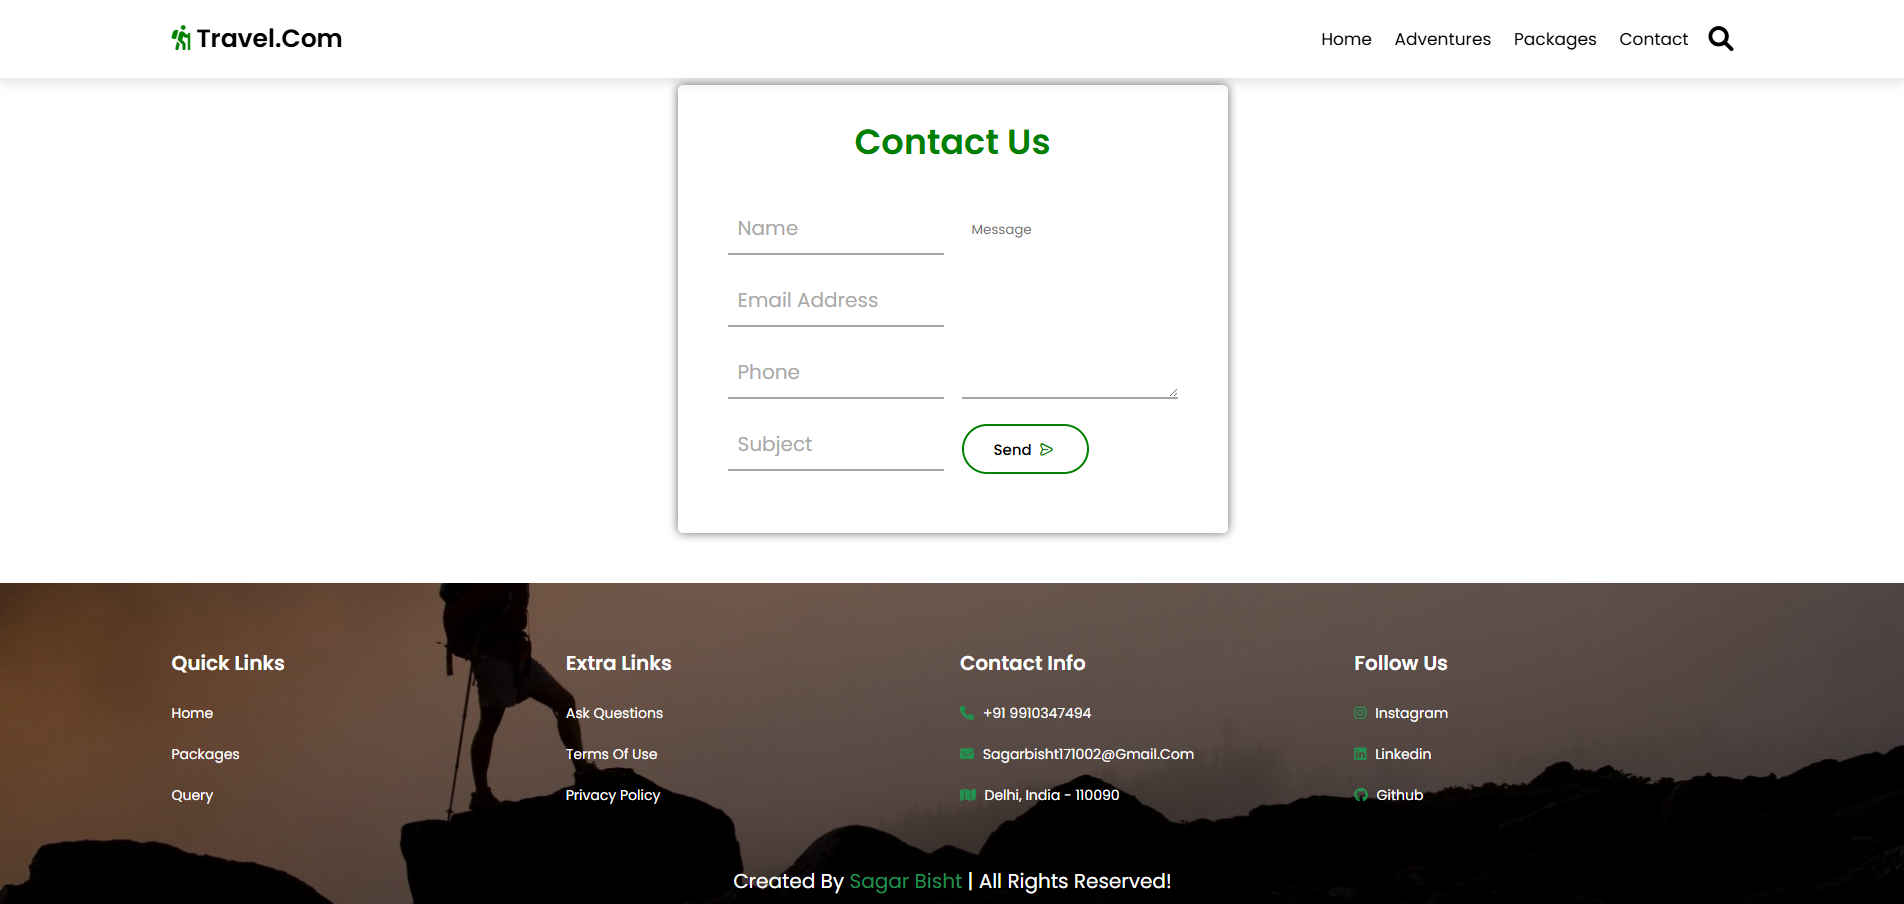 Travel.Com
Home Adventures Packages Contact
Contact Us
Name
Email Address
Phone
Subject
Message
Send
Quick Links
Home
Packages
Query
Extra Links
Ask Questions
Terms Of Use
Privacy Policy
Contact Info
+91 9910347494
Sagarbisht171002@Gmail.Com
Delhi, India - 110090
Follow Us
Instagram
Linkedin
Github
Created By Sagar Bisht | All Rights Reserved!